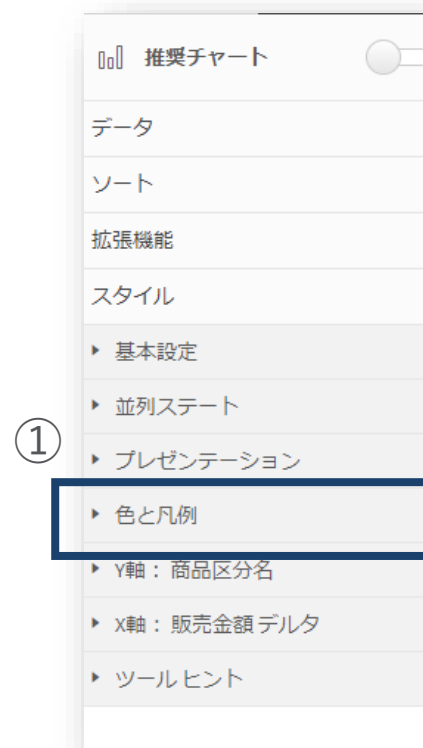 推奨チャート
データ
ソート
拡張機能
スタイル
基本設定
並列ステート
① プレゼンテーション
色と凡例
Y軸： 商品区分名
X軸： 販売金額 デルタ
ツール ヒント